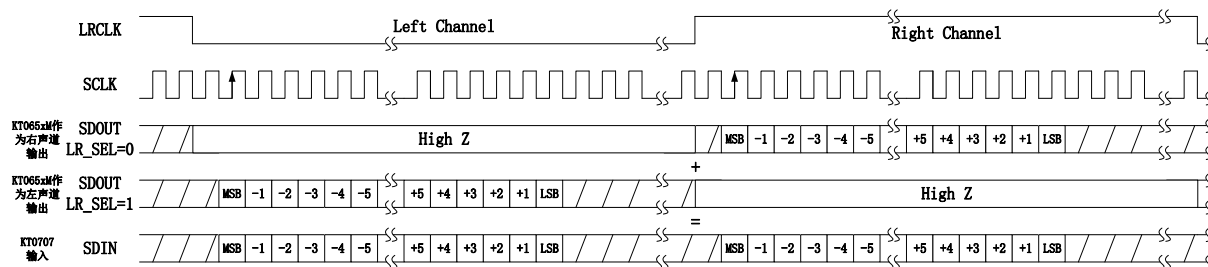 LRCLK
Left Channel
Right Channel
SCLK
KT065xM作
为右声道
输出
SDOUT
LR_SEL=0
High Z
MSB -1 -2 -3 -4 -5 +5 +4 +3 +2 +1 LSB
+
KT065xM作
为左声道
输出
SDOUT
LR_SEL=1
MSB -1 -2 -3 -4 -5 +5 +4 +3 +2 +1 LSB
High Z
=
KT0707
输入
SDIN
MSB -1 -2 -3 -4 -5 +5 +4 +3 +2 +1 LSB MSB -1 -2 -3 -4 -5 +5 +4 +3 +2 +1 LSB